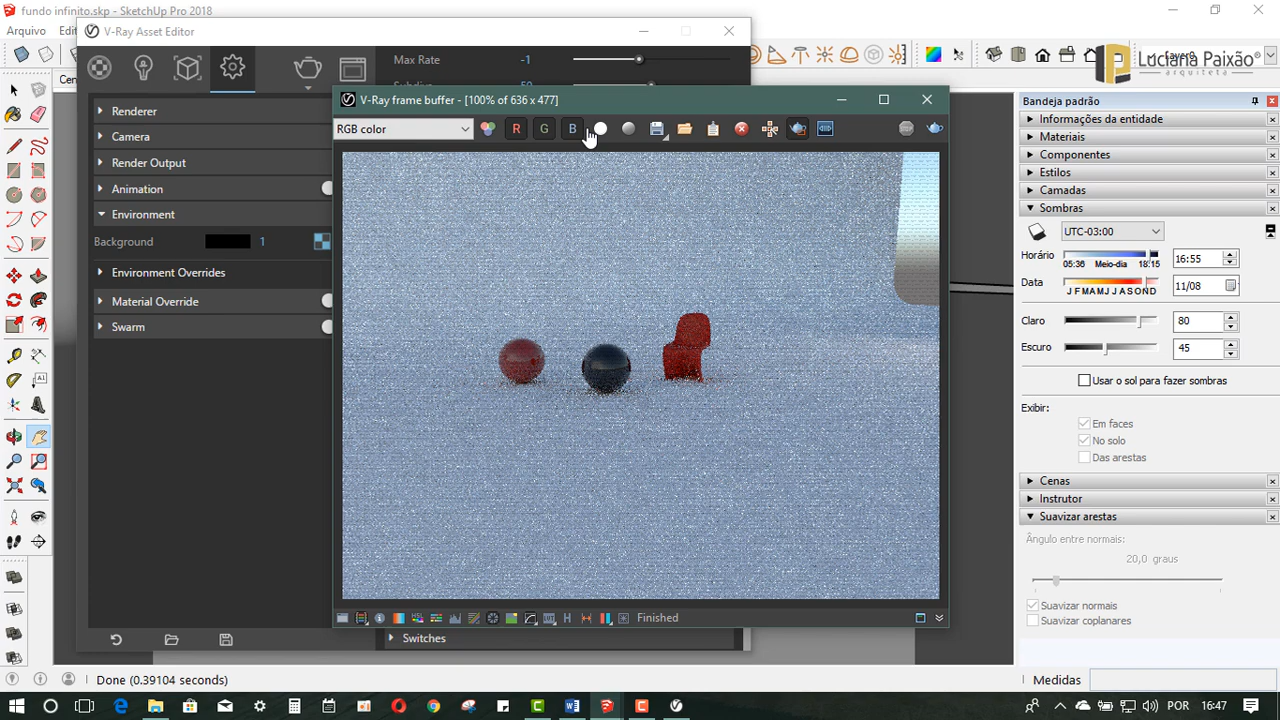 fundo infinito.skp - SketchUp Pro 2018
Arquivo
V-Ray Asset Editor
Luciana Paixão
arquiteta
Cen
Max Rate
-1
Subdivs
50
V-Ray frame buffer - [100% of 636 x 477]
RGB color
R
G
B
Renderer
Camera
Render Output
Animation
Environment
Background
1
Environment Overrides
Material Override
Swarm
Finished
Switches
Bandeja padrão
Informações da entidade
Materiais
Componentes
Estilos
Camadas
Sombras
UTC-03:00
Horário
05:36 Meio-dia 18:15
16:55
Data
J F M A M J J A S O N D
11/08
Claro
80
Escuro
45
Usar o sol para fazer sombras
Exibir:
Em faces
No solo
Das arestas
Cenas
Instrutor
Suavizar arestas
Ângulo entre normais:
20,0 graus
Suavizar normais
Suavizar coplanares
Done (0.39104 seconds)
Medidas
POR
16:47